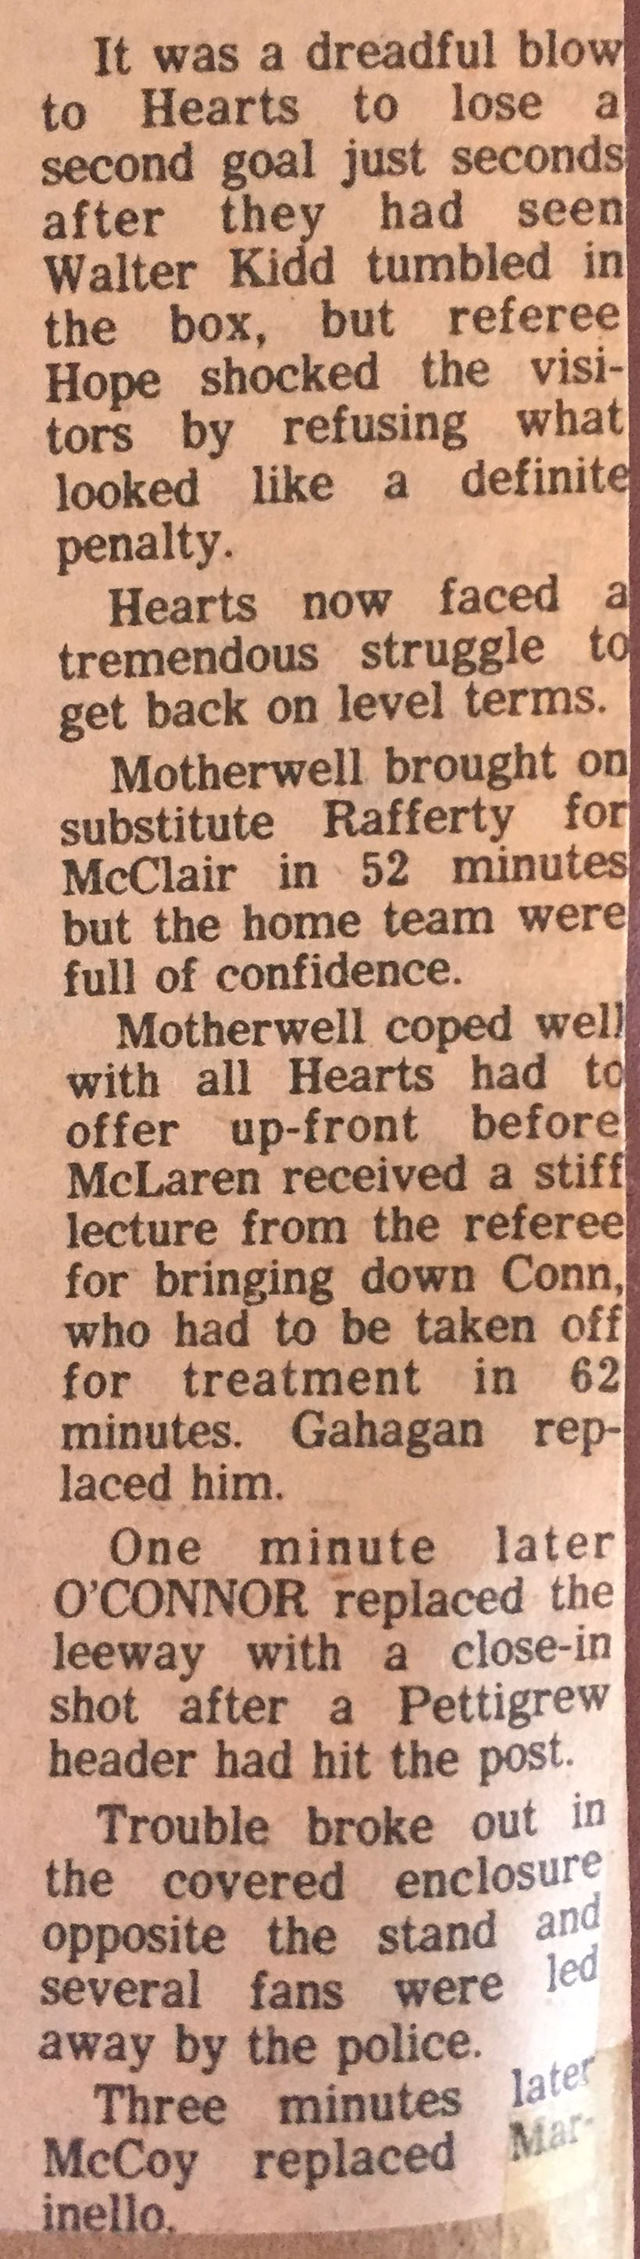 It was a dreadful blow
to Hearts to lose a
second goal just seconds
after they had seen
Walter Kidd tumbled in
the box, but referee
Hope shocked the visi-
tors by refusing what
looked like a definite
penalty.
Hearts now faced a
tremendous struggle to
get back on level terms.
Motherwell brought on
substitute Rafferty for
McClair in 52 minutes
but the home team were
full of confidence.
Motherwell coped well
with all Hearts had to
offer up-front before
McLaren received a stiff
lecture from the referee
for bringing down Conn,
who had to be taken off
for treatment in 62
minutes. Gahagan rep-
laced him.
One minute later
O'CONNOR replaced the
leeway with a close-in
shot after a Pettigrew
header had hit the post.
Trouble broke out in
the covered enclosure
opposite the stand and
several fans were led
away by the police.
Three minutes later
McCoy replaced Mar-
inello.